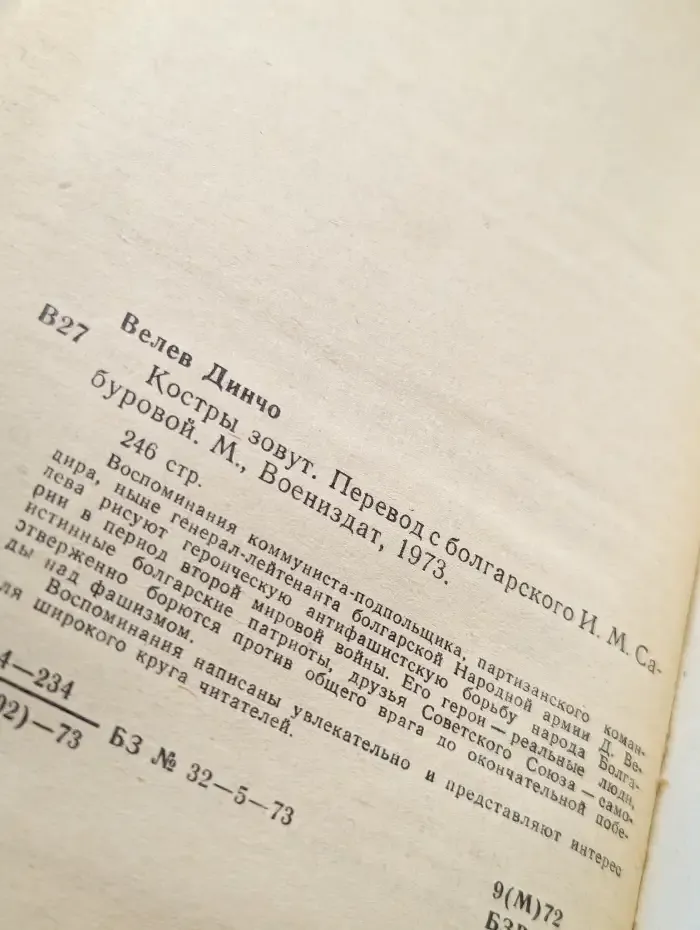 Велев Динчо
В27
Костры зовут. Перевод с болгарского И. М. Са-
буровой. М., Воениздат, 1973.
246 стр.
Воспоминания коммуниста-подпольщика, партизанского коман-
дира, ныне генерал-лейтенанта болгарской Народной армии Д. Ве-
лева рисуют героическую антифашистскую борьбу народа Болга-
рии в период второй мировой войны. Его герои — реальные люди,
истинные болгарские патриоты, друзья Советского Союза — само-
отверженно борются против общего врага до окончательной побе-
ды над фашизмом.
Воспоминания написаны увлекательно и представляют интерес
ля широкого круга читателей.
4—234
02)—73
БЗ № 32—5—73
9(М)72